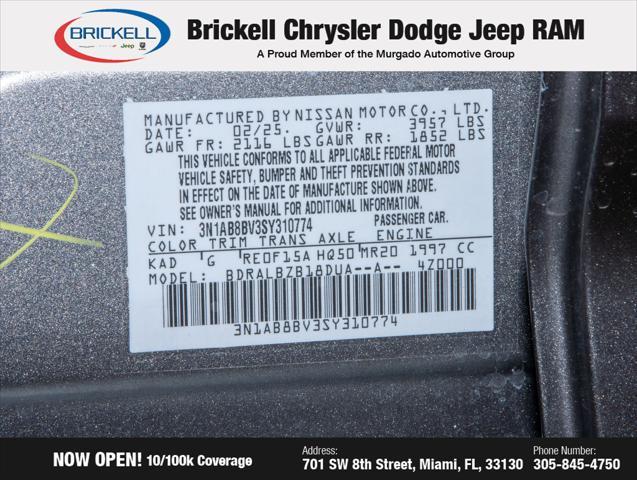 BRICKELL
Jeep
Brickell Chrysler Dodge Jeep RAM
A Proud Member of the Murgado Automotive Group
MANUFACTURED BY NISSAN MOTOR CO., LTD.
DATE: 02/25. GVWR: 3957 LBS
GAWR FR: 2116 LBS GAWR RR: 1852 LBS
THIS VEHICLE CONFORMS TO ALL APPLICABLE FEDERAL MOTOR
VEHICLE SAFETY, BUMPER AND THEFT PREVENTION STANDARDS
IN EFFECT ON THE DATE OF MANUFACTURE SHOWN ABOVE.
SEE OWNER'S MANUAL FOR ADDITIONAL INFORMATION.
VIN: 3N1AB8BV3SY310774 PASSENGER CAR.
COLOR TRIM TRANS AXLE ENGINE
KAD G RE0F15A HQ50 MR20 1997 CC
MODEL: BDRALBZB18DUA--A-- 4Z000
3N1AB8BV3SY310774
NOW OPEN! 10/100k Coverage
Address:
701 SW 8th Street, Miami, FL, 33130
Phone Number:
305-845-4750